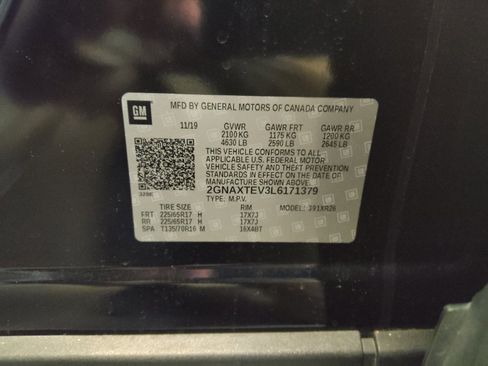 GM
MFD BY GENERAL MOTORS OF CANADA COMPANY
11/19 GVWR GAWR FRT GAWR RR
2100 KG 1175 KG 1200 KG
4630 LB 2590 LB 2645 LB
THIS VEHICLE CONFORMS TO ALL
APPLICABLE U.S. FEDERAL MOTOR
VEHICLE SAFETY AND THEFT PREVENTION
STANDARDS IN EFFECT ON THE DATE OF
MANUFACTURE SHOWN ABOVE.
2GNAXTEV3L6171379
TYPE: M.P.V. MODEL: 391XR26
TIRE SIZE RIM
FRT 225/65R17 H 17X7J
RR 225/65R17 H 17X7J
SPA T135/70R16 M 16X4BT